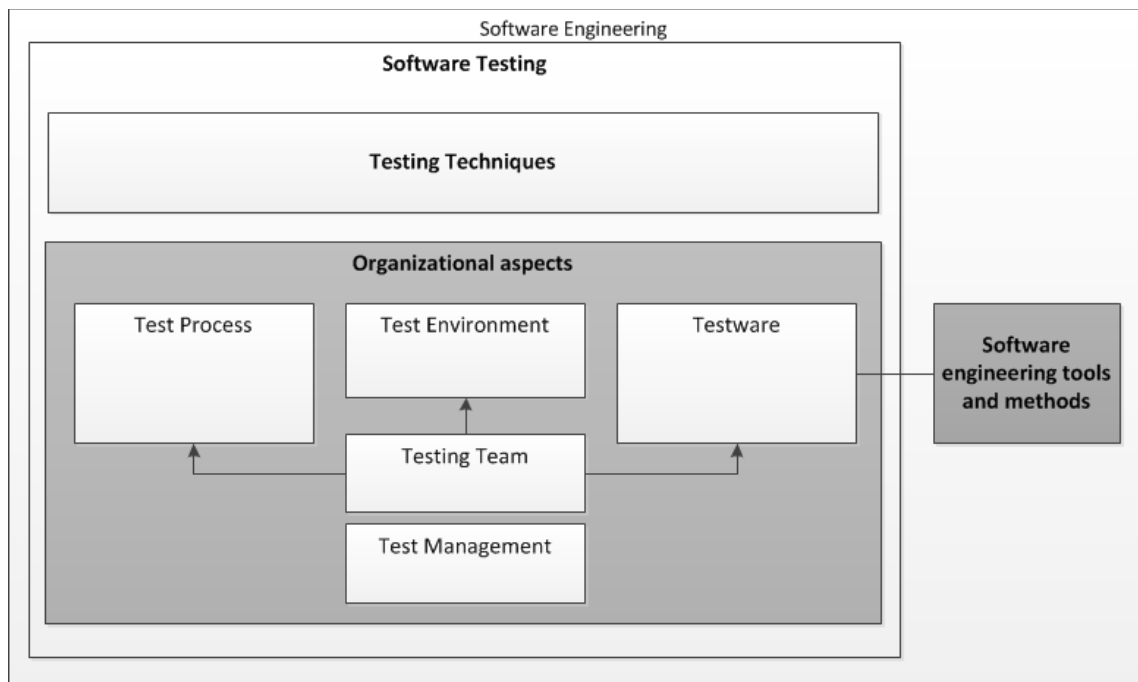 Software Engineering
Software Testing
Testing Techniques
Organizational aspects
Test Process
Test Environment
Testware
Software
engineering tools
and methods
Testing Team
Test Management